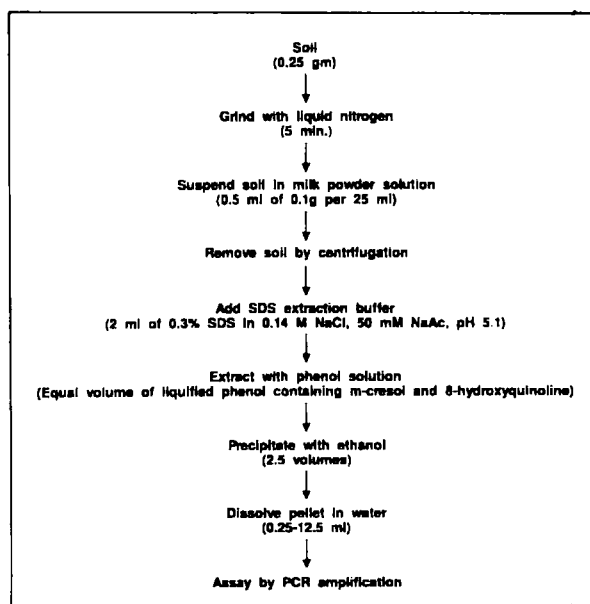 Soil
(0.25 gm)
Grind with liquid nitrogen
(5 min.)
Suspend soil in milk powder solution
(0.5 ml of 0.1g per 25 ml)
Remove soil by centrifugation
Add SDS extraction buffer
(2 ml of 0.3% SDS in 0.14 M NaCl, 50 mM NaAc, pH 5.1)
Extract with phenol solution
(Equal volume of liquified phenol containing m-cresol and 8-hydroxyquinoline)
Precipitate with ethanol
(2.5 volumes)
Dissolve pellet in water
(0.25-12.5 ml)
Assay by PCR amplification